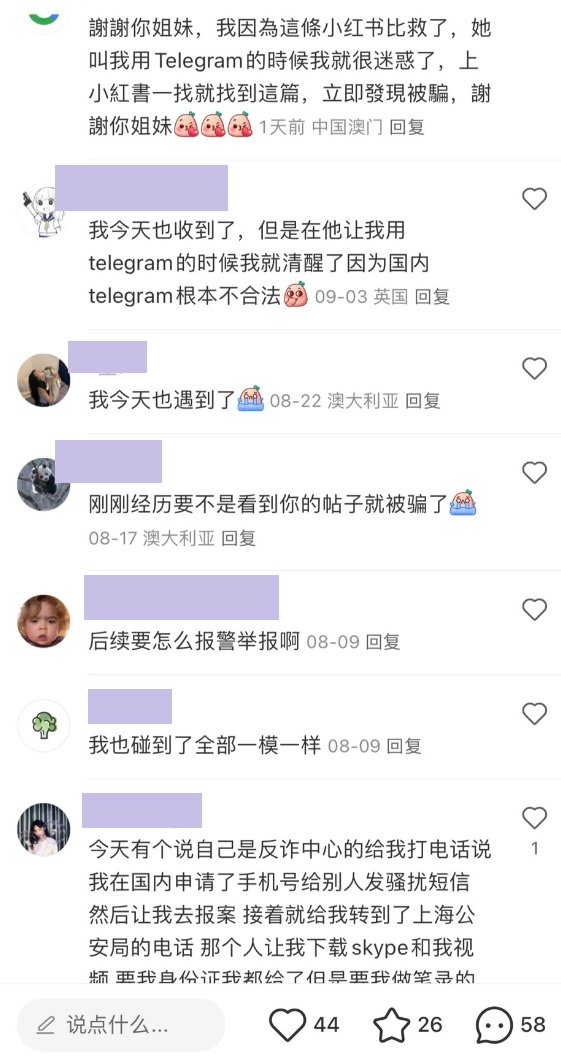 謝謝你姐妹，我因為這條小红书比救了，她
叫我用Telegram的時候我就很迷惑了，上
小紅書一找就找到這篇，立即發現被騙，謝
謝你姐妹 1天前 中国澳门 回复
我今天也收到了，但是在他让我用
telegram的时候我就清醒了因为国内
telegram根本不合法 09-03 英国 回复
我今天也遇到了 08-22 澳大利亚 回复
刚刚经历要不是看到你的帖子就被骗了
08-17 澳大利亚 回复
后续要怎么报警举报啊 08-09 回复
我也碰到了全部一模一样 08-09 回复
今天有个说自己是反诈中心的给我打电话说
1
我在国内申请了手机号给别人发骚扰短信
然后让我去报案 接着就给我转到了上海公
安局的电话 那个人让我下载skype和我视
频 要我身份证我都给了但是要我做笔录的
说点什么... 44 26 58